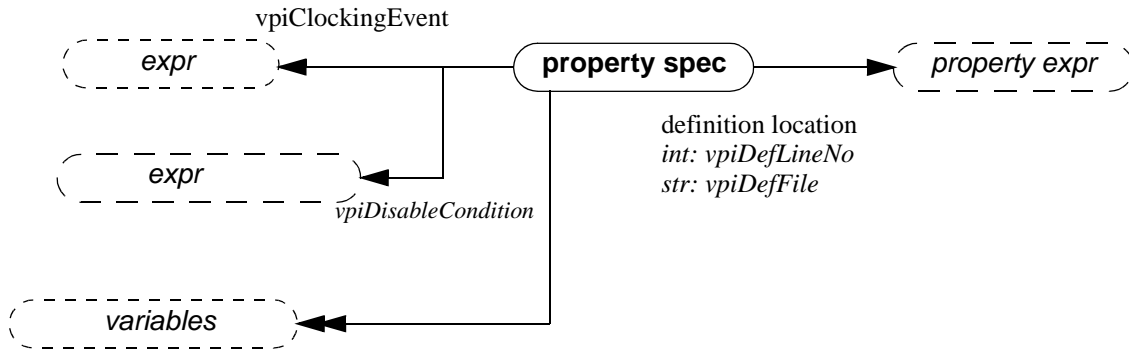 vpiClockingEvent
expr
property spec
property expr
definition location
int: vpiDefLineNo
str: vpiDefFile
expr
vpiDisableCondition
variables